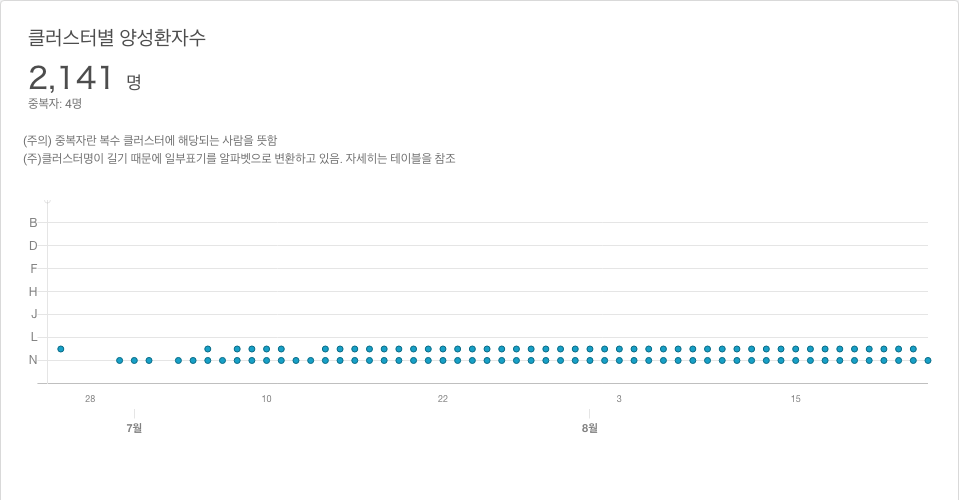 클러스터별 양성환자수
2,141 명
중복자: 4명
(주의) 중복자란 복수 클러스터에 해당되는 사람을 뜻함
(주)클러스터명이 길기 때문에 일부표기를 알파벳으로 변환하고 있음. 자세히는 테이블을 참조
B
D
F
H
J
L
N
28 10 22 3 15
7월 8월